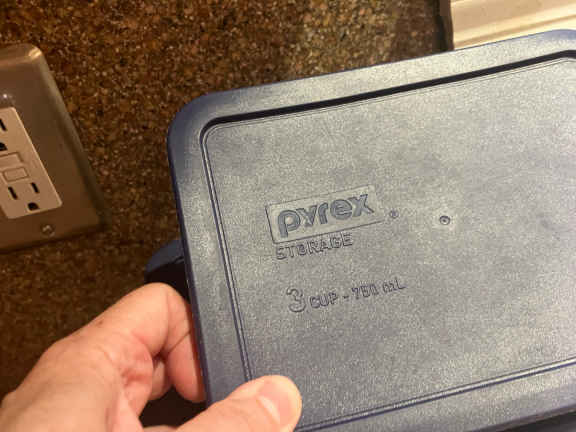 pyrex ®
STORAGE
3 CUP - 750 mL